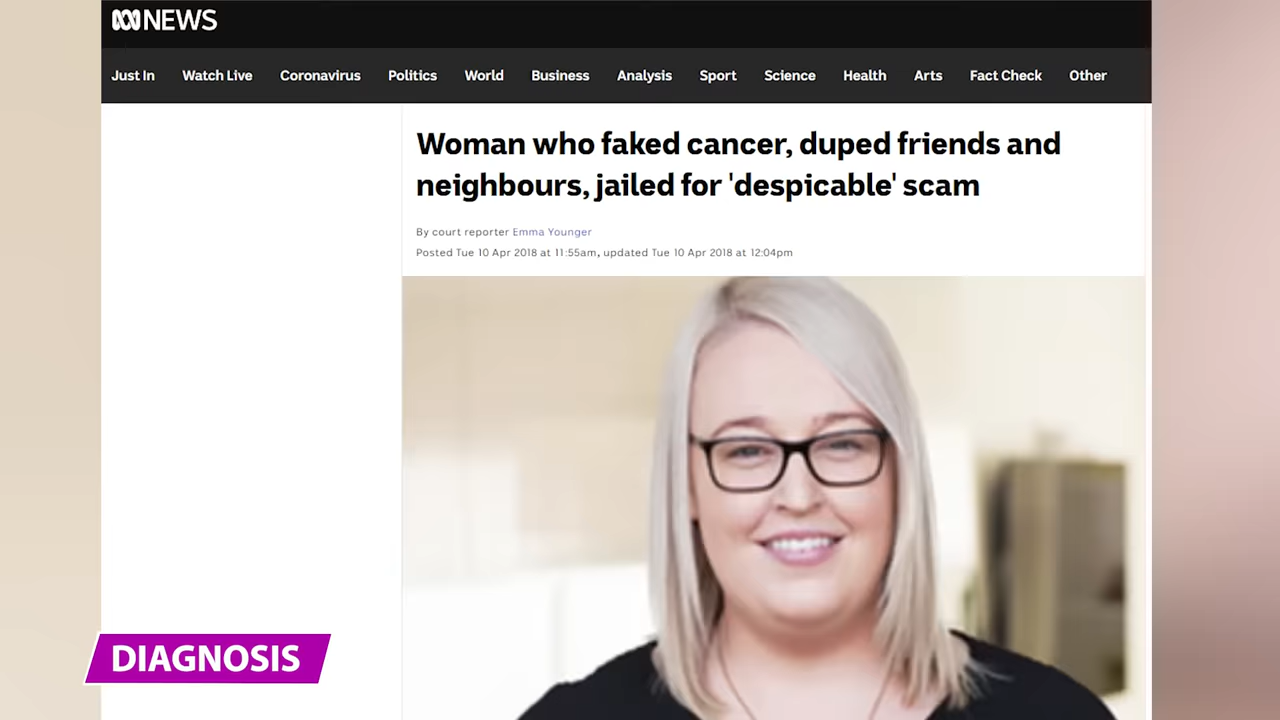 NEWS
Just In Watch Live Coronavirus Politics World Business Analysis Sport Science Health Arts Fact Check Other
Woman who faked cancer, duped friends and
neighbours, jailed for 'despicable' scam
By court reporter Emma Younger
Posted Tue 10 Apr 2018 at 11:55am, updated Tue 10 Apr 2018 at 12:04pm
DIAGNOSIS